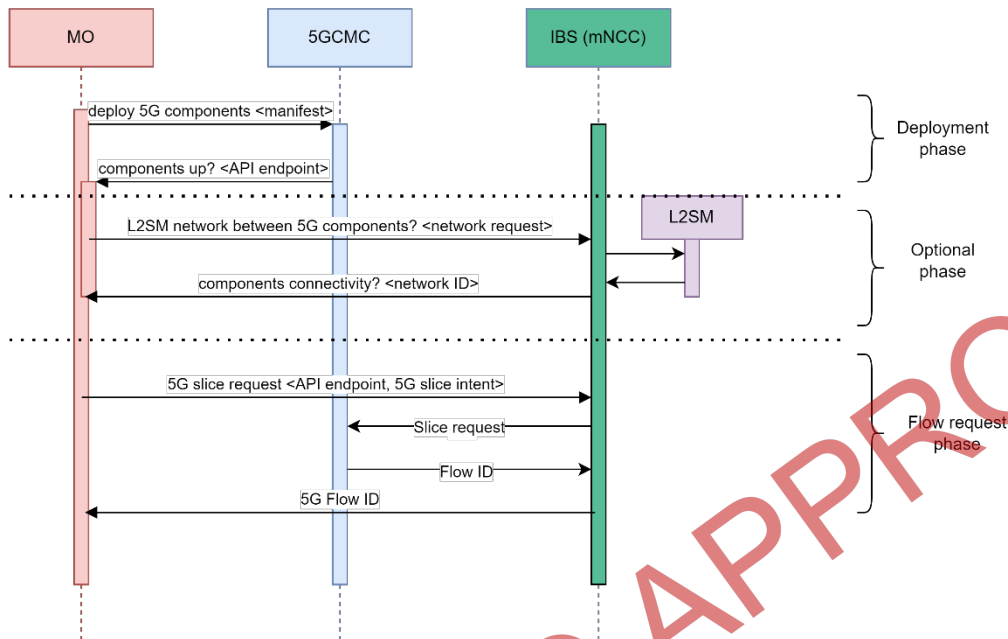 MO
5GCMC
IBS (mNCC)
deploy 5G components <manifest>
Deployment
phase
components up? <API endpoint>
L2SM
L2SM network between 5G components? <network request>
Optional
phase
components connectivity? <network ID>
5G slice request <API endpoint, 5G slice intent>
Slice request
Flow request
phase
Flow ID
5G Flow ID